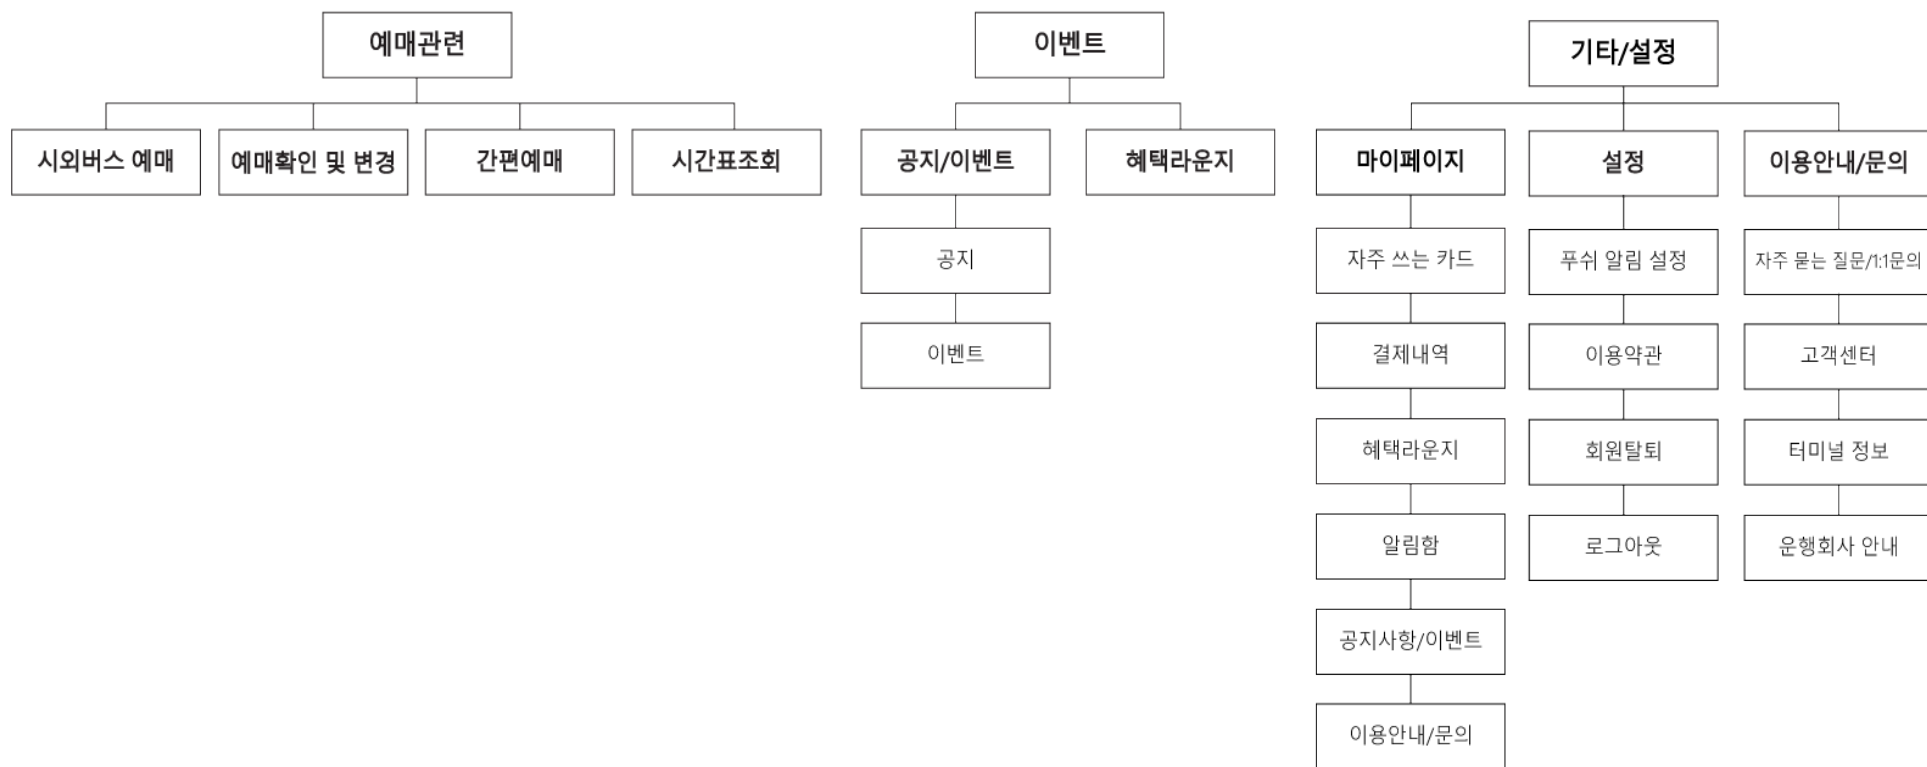 예매관련
시외버스 예매
예매확인 및 변경
간편예매
시간표조회
이벤트
공지/이벤트
혜택라운지
공지
이벤트
기타/설정
마이페이지
설정
이용안내/문의
자주 쓰는 카드
결제내역
혜택라운지
알림함
공지사항/이벤트
이용안내/문의
푸쉬 알림 설정
이용약관
회원탈퇴
로그아웃
자주 묻는 질문/1:1문의
고객센터
터미널 정보
운행회사 안내